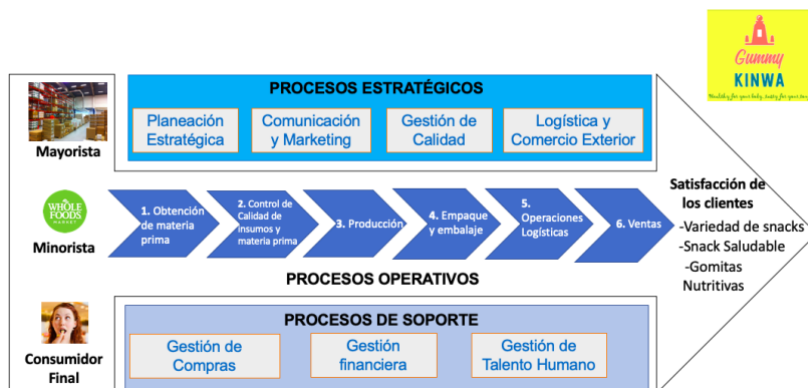 Gummy
KINWA
PROCESOS ESTRATÉGICOS
Planeación
Estratégica
Comunicación
y Marketing
Gestión de
Calidad
Logística y
Comercio Exterior
Mayorista
WHOLE
FOODS
MARKET
Minorista
1. Obtención
de materia
prima
2. Control de
Calidad de
insumos y
materia prima
3. Producción
4. Empaque
y embalaje
5.
Operaciones
Logísticas
6. Ventas
Satisfacción de
los clientes
-Variedad de snacks
-Snack Saludable
-Gomitas
Nutritivas
PROCESOS OPERATIVOS
PROCESOS DE SOPORTE
Gestión de
Compras
Gestión
financiera
Gestión de
Talento Humano
Consumidor
Final